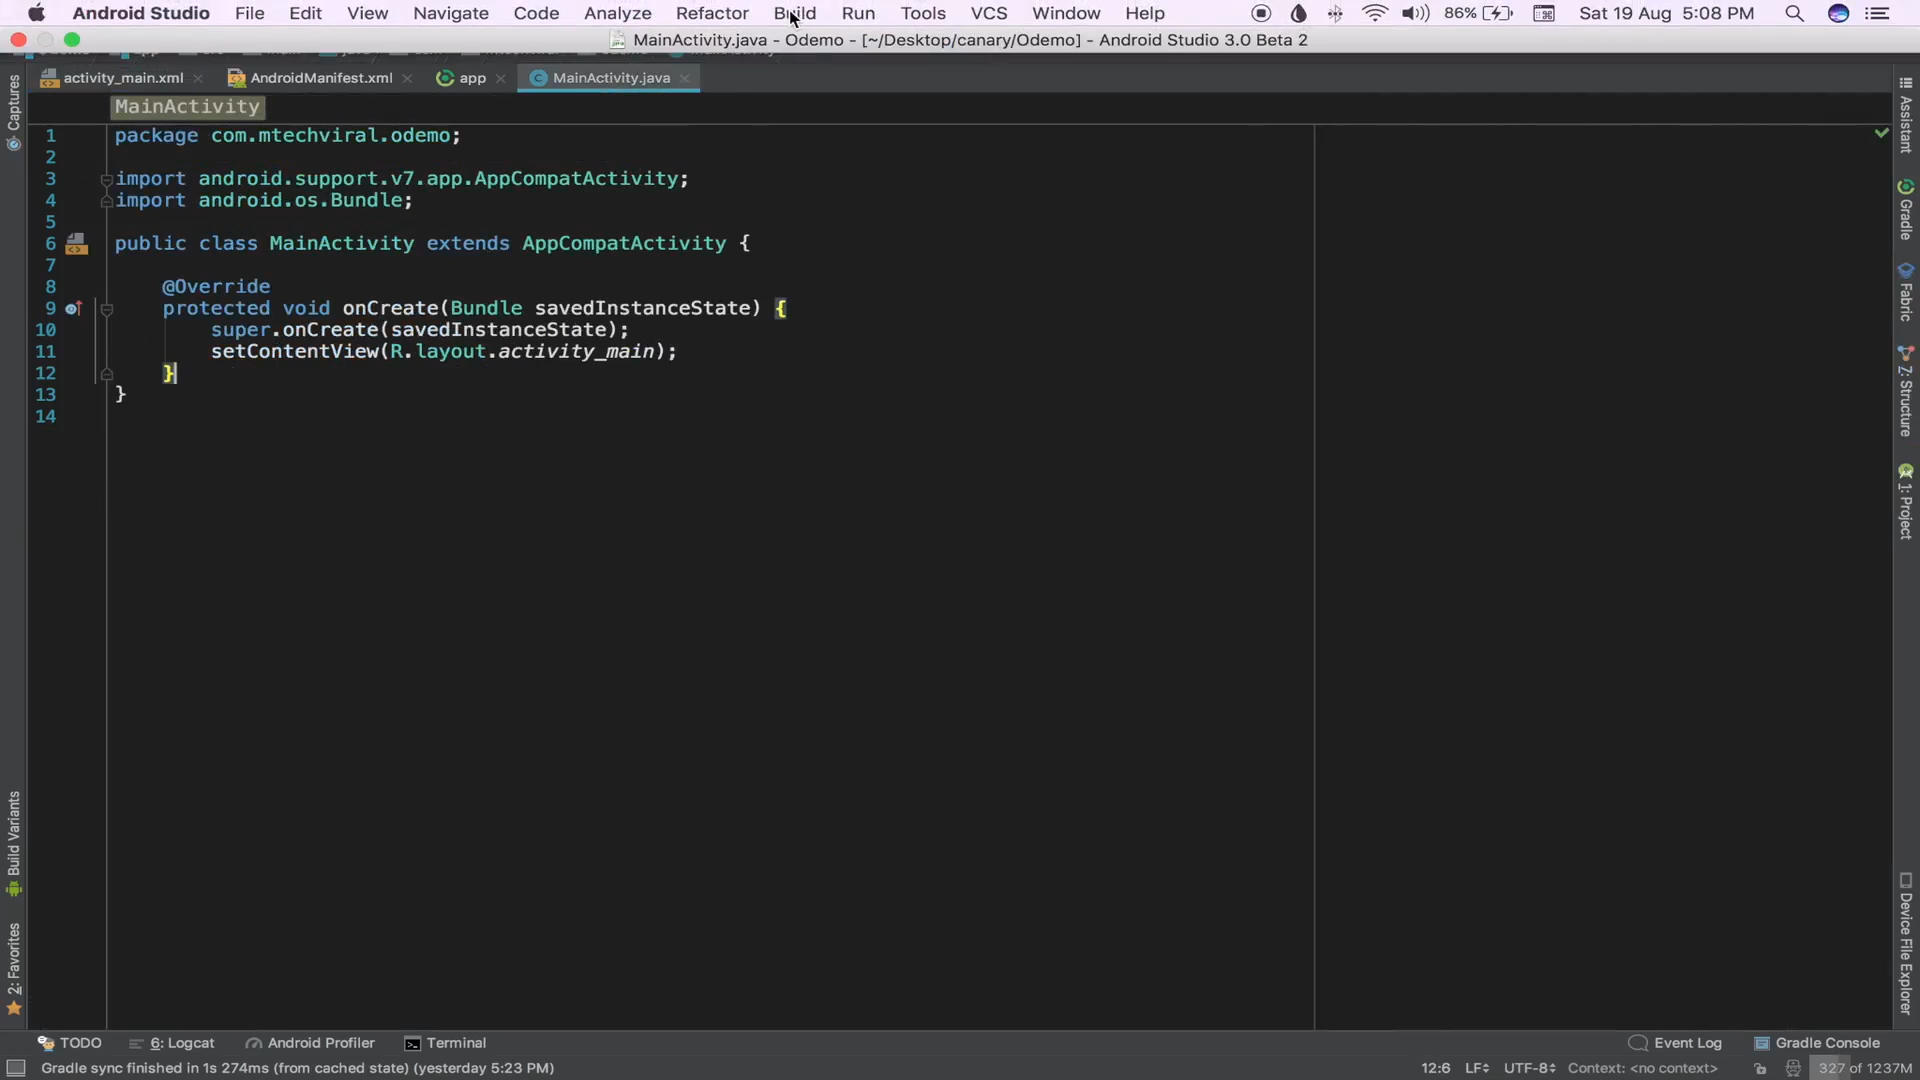 Android Studio File Edit View Navigate Code Analyze Refactor Build Run Tools VCS Window Help 86% Sat 19 Aug 5:08 PM
MainActivity.java - Odemo - [~/Desktop/canary/Odemo] - Android Studio 3.0 Beta 2
activity_main.xml AndroidManifest.xml app MainActivity.java
MainActivity
1 package com.mtechviral.odemo;
2
3 import android.support.v7.app.AppCompatActivity;
4 import android.os.Bundle;
5
6 public class MainActivity extends AppCompatActivity {
7
8 @Override
9 protected void onCreate(Bundle savedInstanceState) {
10 super.onCreate(savedInstanceState);
11 setContentView(R.layout.activity_main);
12 }
13 }
14
Captures
Build Variants
2: Favorites
Assistant
Gradle
Fabric
7: Structure
1: Project
Device File Explorer
TODO 6: Logcat Android Profiler Terminal Event Log Gradle Console
Gradle sync finished in 1s 274ms (from cached state) (yesterday 5:23 PM) 12:6 LF UTF-8 Context: <no context> 327 of 1237M